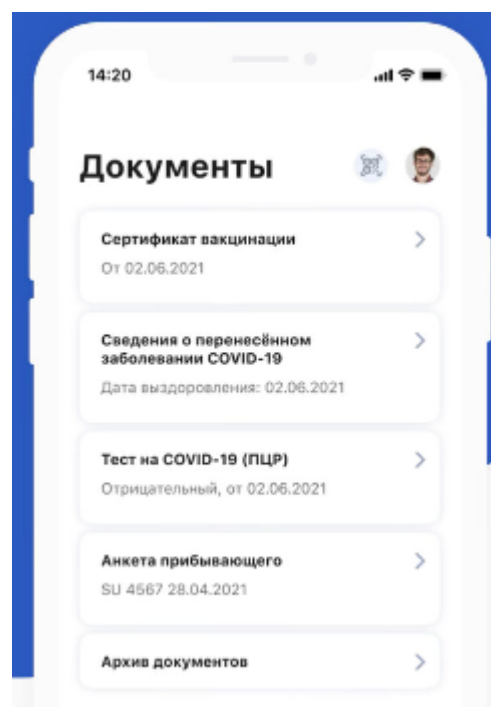 14:20
Документы
Сертификат вакцинации
От 02.06.2021
Сведения о перенесённом
заболевании COVID-19
Дата выздоровления: 02.06.2021
Тест на COVID-19 (ПЦР)
Отрицательный, от 02.06.2021
Анкета прибывающего
SU 4567 28.04.2021
Архив документов